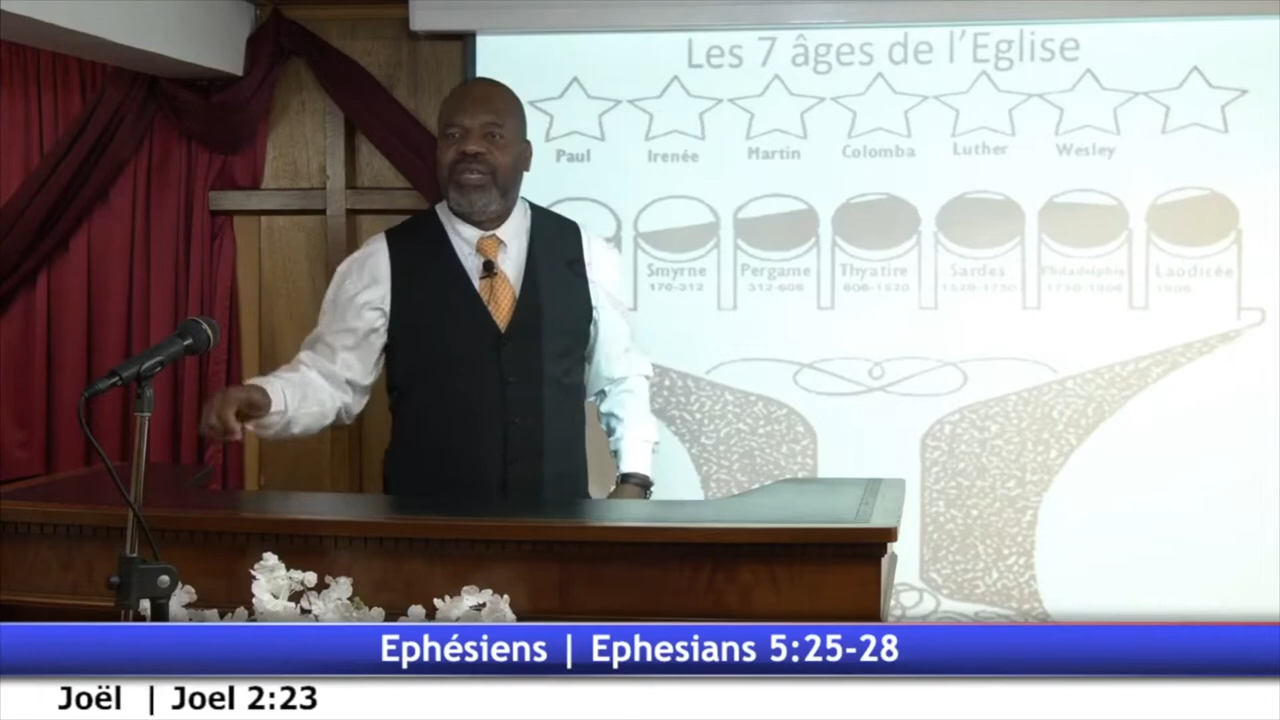 Les 7 âges de l'Eglise
Paul Irenée Martin Colomba Luther Wesley
Smyrne Pergame Thyatire Sardes Philadelphie Laodicée
170-312 312-606 606-1520 1520-1750 1750-1906 1906
Ephésiens | Ephesians 5:25-28
Joël | Joel 2:23